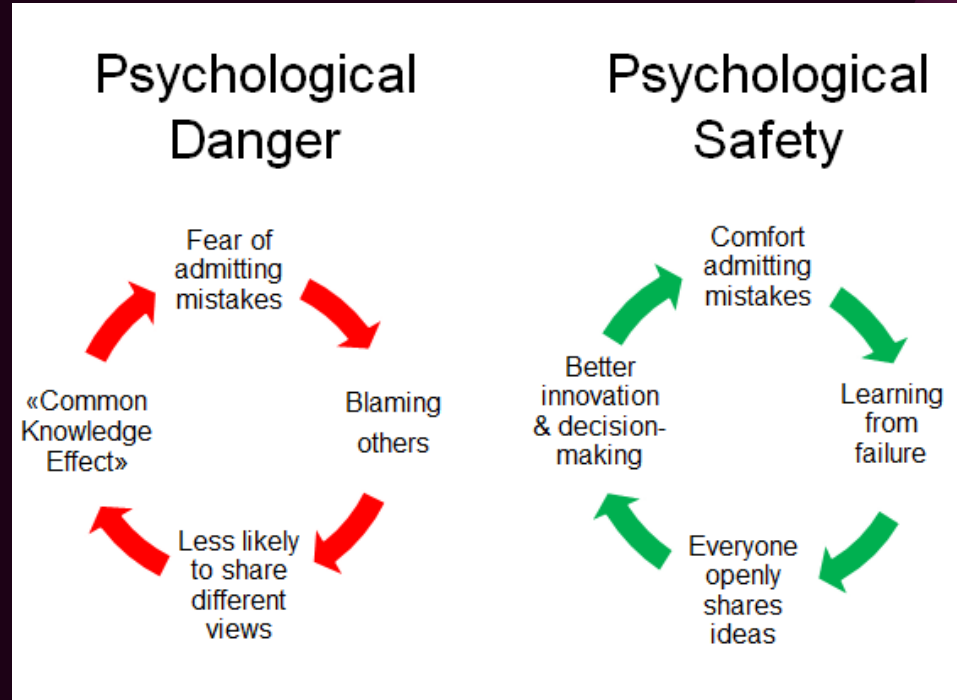 Psychological
Danger
Fear of
admitting
mistakes
Blaming
others
Less likely
to share
different
views
«Common
Knowledge
Effect»
Psychological
Safety
Comfort
admitting
mistakes
Learning
from
failure
Everyone
openly
shares
ideas
Better
innovation
& decision-
making